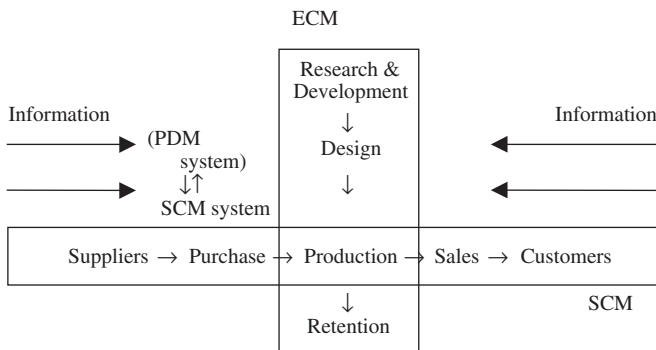 ECM
Research &
Development
Information
Information
↓
(PDM
Design
system)
↓↑
↓
SCM system
Suppliers → Purchase → Production → Sales → Customers
↓
SCM
Retention